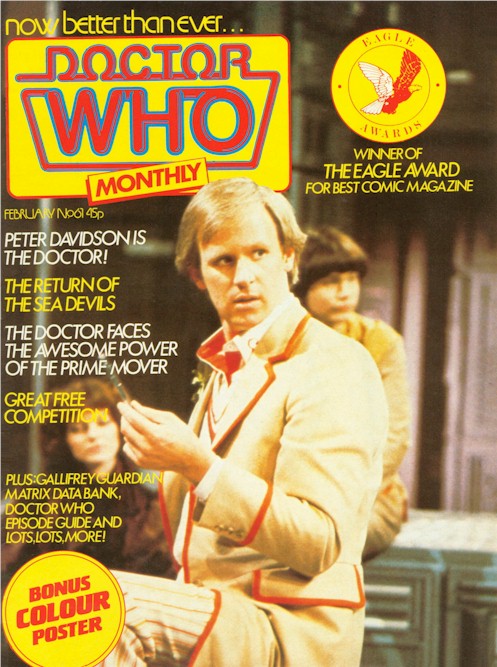 now better than ever...
DOCTOR
WHO
MONTHLY
EAGLE
AWARDS
WINNER OF
THE EAGLE AWARD
FOR BEST COMIC MAGAZINE
FEBRUARY No61 45p
PETER DAVIDSON IS
THE DOCTOR!
THE RETURN OF
THE SEA DEVILS
THE DOCTOR FACES
THE AWESOME POWER
OF THE PRIME MOVER
GREAT FREE
COMPETITION
PLUS:GALLIFREY GUARDIAN
MATRIX DATA BANK,
DOCTOR WHO
EPISODE GUIDE AND
LOTS,LOTS,MORE!
BONUS
COLOUR
POSTER